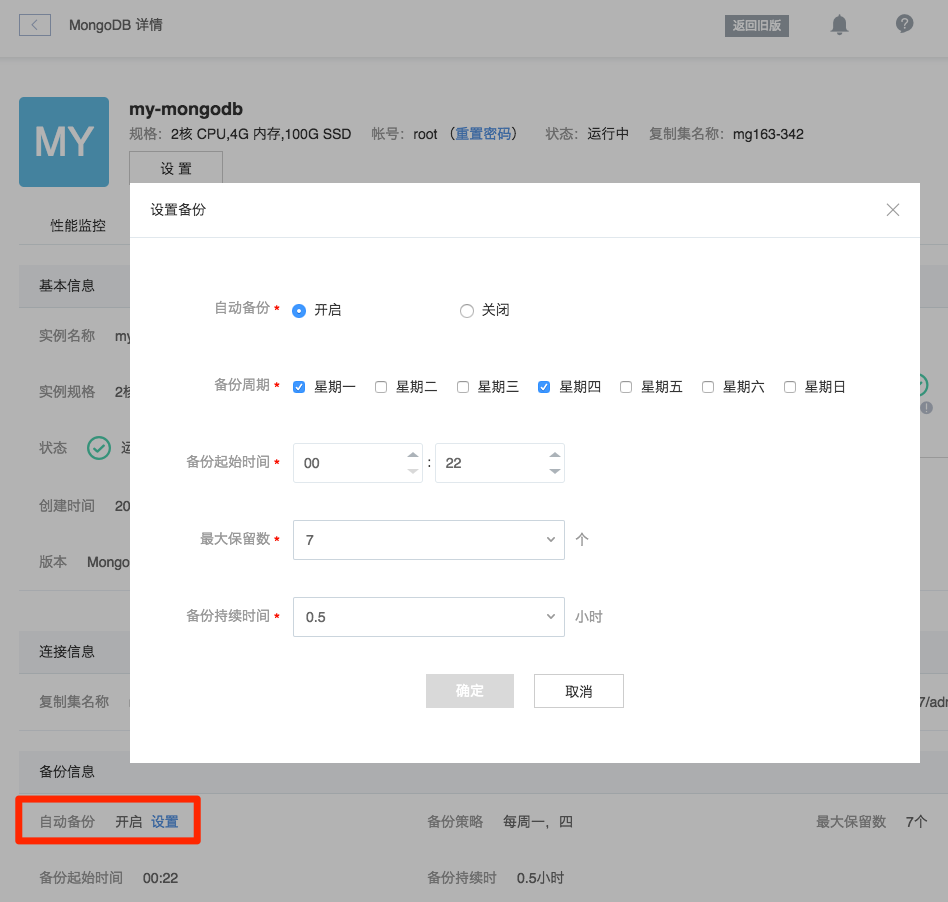 MongoDB 详情
返回旧版
MY
my-mongodb
规格: 2核 CPU,4G 内存,100G SSD 帐号: root （重置密码） 状态: 运行中 复制集名称: mg163-342
设 置
性能监控
设置备份
基本信息
自动备份 * 开启 关闭
实例名称 my
备份周期 * 星期一 星期二 星期三 星期四 星期五 星期六 星期日
实例规格 2核
状态
备份起始时间 * 00 : 22
创建时间 20
最大保留数 * 7 个
版本 Mongo
备份持续时间 * 0.5 小时
连接信息
确定 取消
复制集名称 7/adr
备份信息
自动备份 开启 设置 备份策略 每周一，四 最大保留数 7个
备份起始时间 00:22 备份持续时 0.5小时